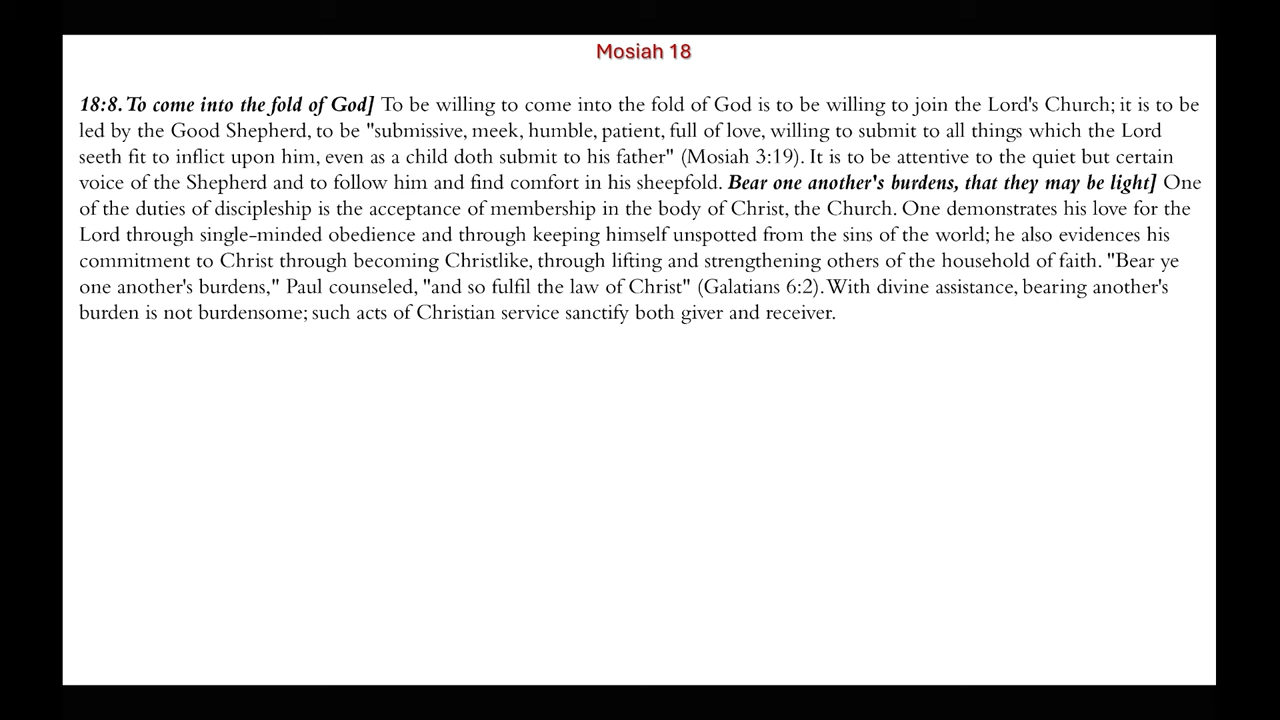 Mosiah 18
18:8. To come into the fold of God] To be willing to come into the fold of God is to be willing to join the Lord's Church; it is to be
led by the Good Shepherd, to be "submissive, meek, humble, patient, full of love, willing to submit to all things which the Lord
seeth fit to inflict upon him, even as a child doth submit to his father" (Mosiah 3:19). It is to be attentive to the quiet but certain
voice of the Shepherd and to follow him and find comfort in his sheepfold. Bear one another's burdens, that they may be light] One
of the duties of discipleship is the acceptance of membership in the body of Christ, the Church. One demonstrates his love for the
Lord through single-minded obedience and through keeping himself unspotted from the sins of the world; he also evidences his
commitment to Christ through becoming Christlike, through lifting and strengthening others of the household of faith. "Bear ye
one another's burdens," Paul counseled, "and so fulfil the law of Christ" (Galatians 6:2). With divine assistance, bearing another's
burden is not burdensome; such acts of Christian service sanctify both giver and receiver.